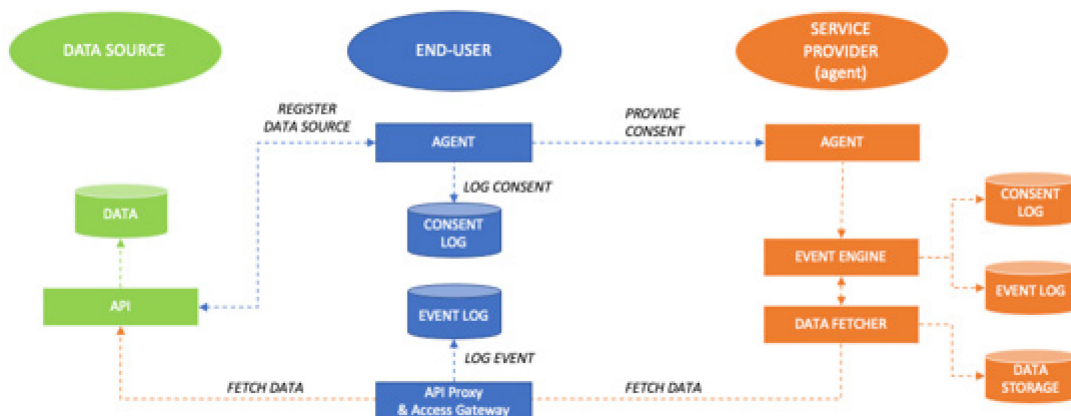 DATA SOURCE
END-USER
SERVICE
PROVIDER
(agent)
REGISTER
DATA SOURCE
PROVIDE
CONSENT
AGENT
AGENT
LOG CONSENT
DATA
CONSENT
LOG
CONSENT
LOG
EVENT ENGINE
API
EVENT LOG
EVENT LOG
DATA FETCHER
LOG EVENT
FETCH DATA
API Proxy
& Access Gateway
FETCH DATA
DATA
STORAGE